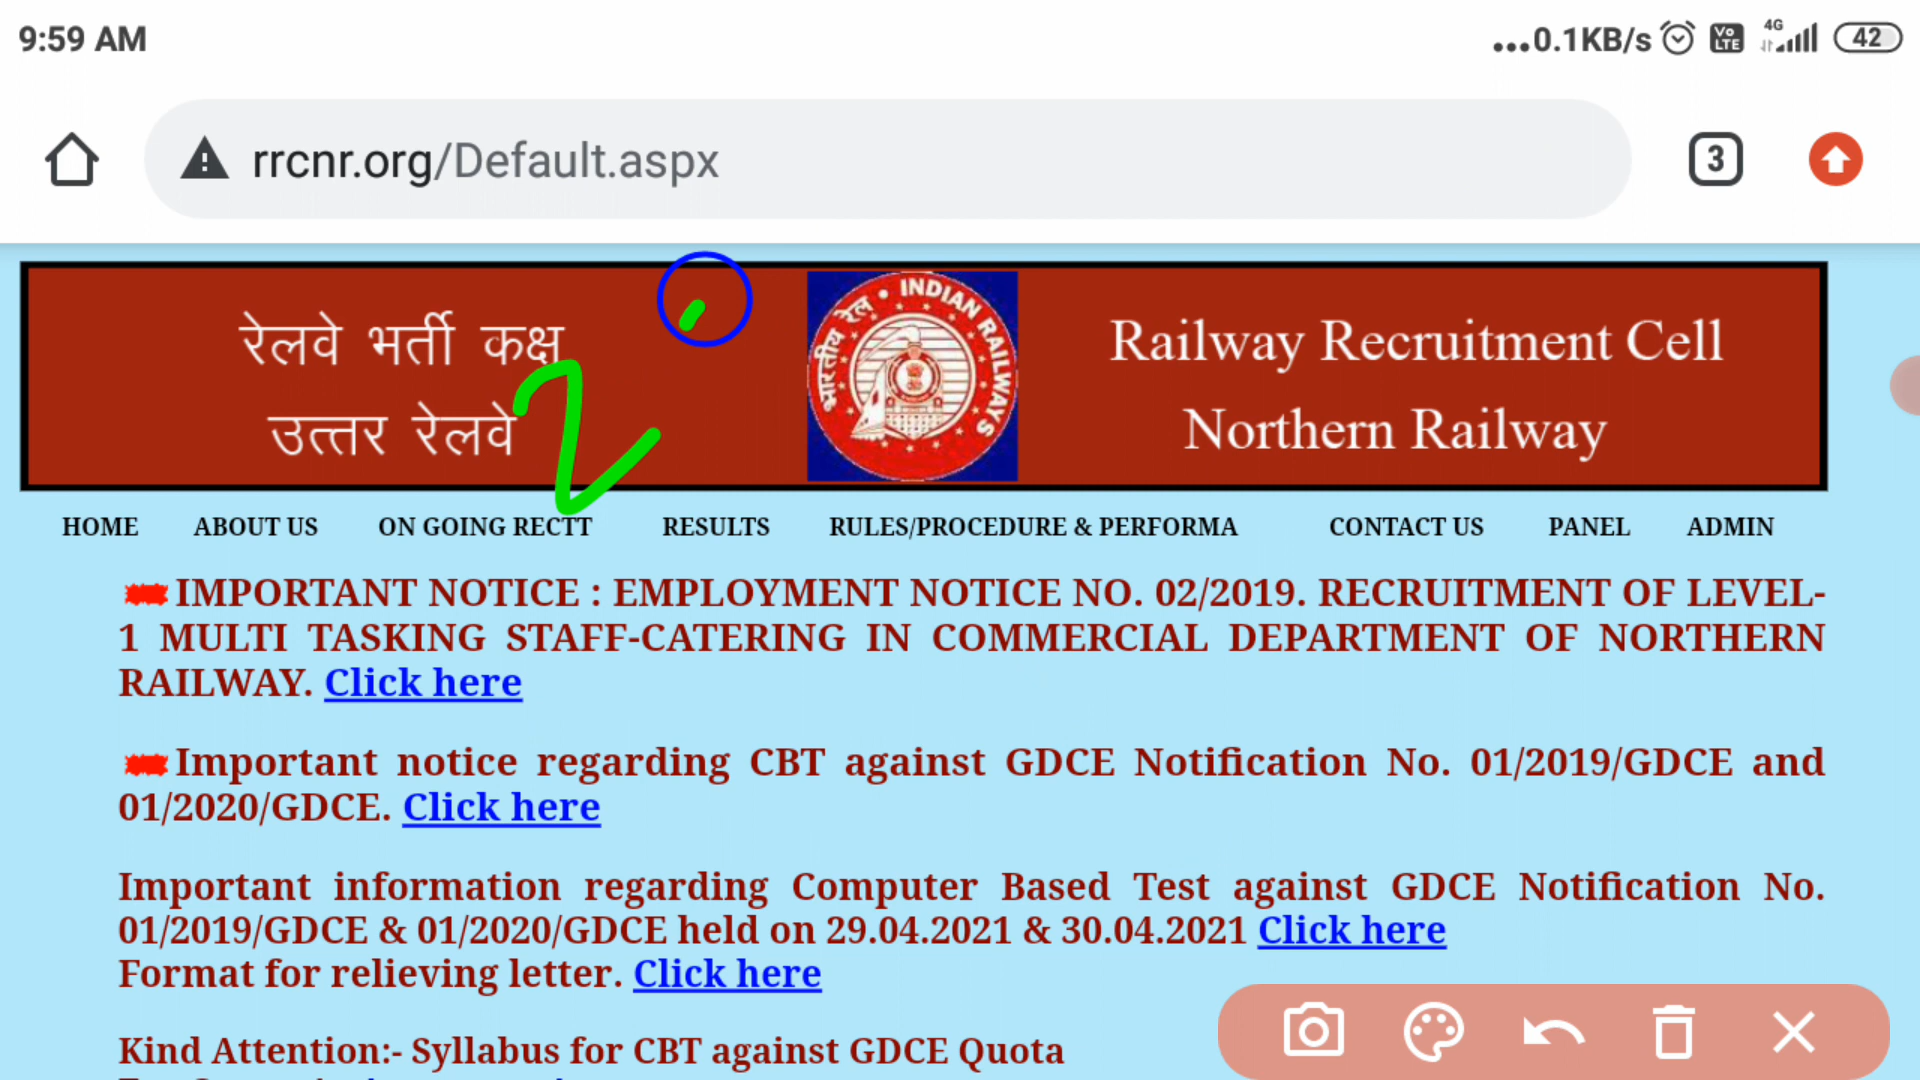 9:59 AM
...0.1KB/s
Vo LTE
4G
42
rrcnr.org/Default.aspx
3
रेलवे भर्ती कक्ष
उत्तर रेलवे
2
भारतीय रेल • INDIAN RAILWAYS
Railway Recruitment Cell
Northern Railway
HOME ABOUT US ON GOING RECTT RESULTS RULES/PROCEDURE & PERFORMA CONTACT US PANEL ADMIN
IMPORTANT NOTICE : EMPLOYMENT NOTICE NO. 02/2019. RECRUITMENT OF LEVEL-
1 MULTI TASKING STAFF-CATERING IN COMMERCIAL DEPARTMENT OF NORTHERN
RAILWAY. Click here
Important notice regarding CBT against GDCE Notification No. 01/2019/GDCE and
01/2020/GDCE. Click here
Important information regarding Computer Based Test against GDCE Notification No.
01/2019/GDCE & 01/2020/GDCE held on 29.04.2021 & 30.04.2021 Click here
Format for relieving letter. Click here
Kind Attention:- Syllabus for CBT against GDCE Quota